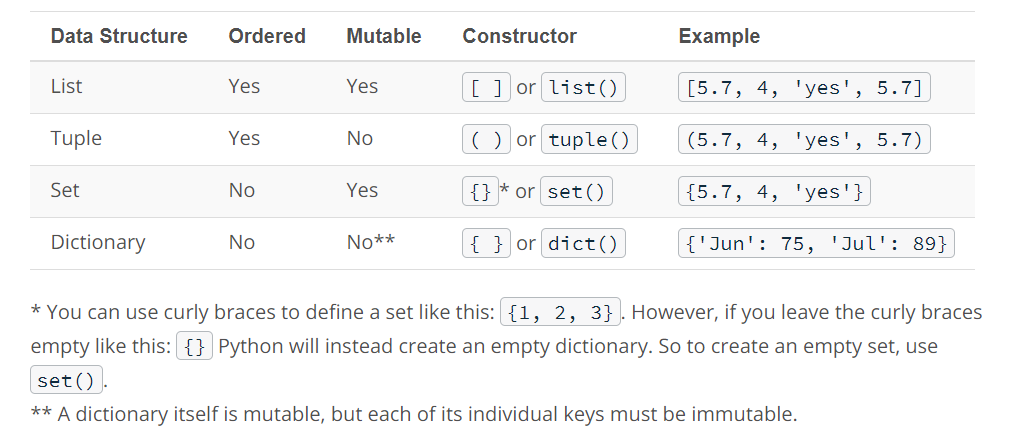 Data Structure Ordered Mutable Constructor Example
List Yes Yes [ ] or list() [5.7, 4, 'yes', 5.7]
Tuple Yes No ( ) or tuple() (5.7, 4, 'yes', 5.7)
Set No Yes {}* or set() {5.7, 4, 'yes'}
Dictionary No No** { } or dict() {'Jun': 75, 'Jul': 89}
* You can use curly braces to define a set like this: {1, 2, 3}. However, if you leave the curly braces
empty like this: {} Python will instead create an empty dictionary. So to create an empty set, use
set().
** A dictionary itself is mutable, but each of its individual keys must be immutable.